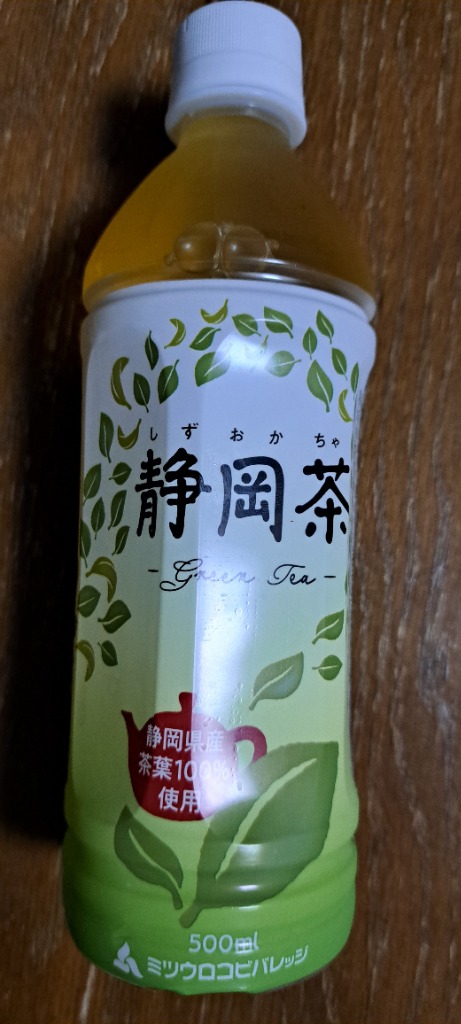 しずおかちゃ
静岡茶
- Green Tea -
静岡県産
茶葉100%
使用
500ml
ミツウロコビバレッジ